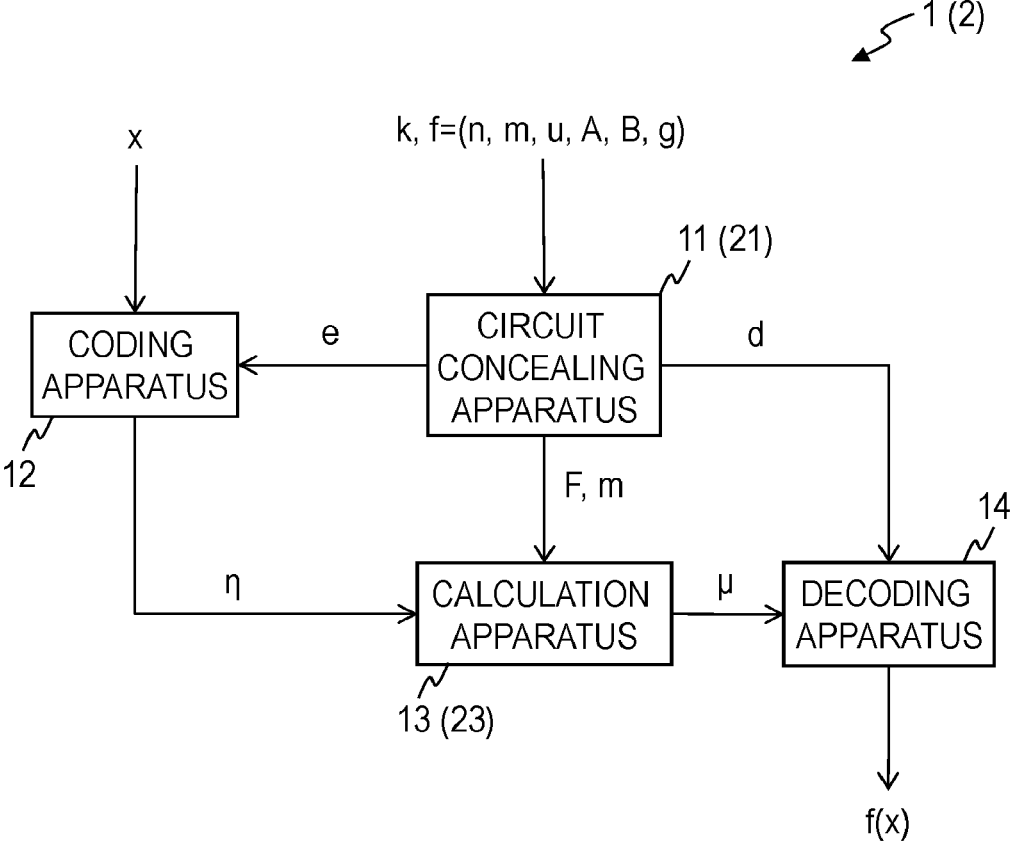 1 (2)
x
k, f=(n, m, u, A, B, g)
11 (21)
CODING
APPARATUS
e
CIRCUIT
CONCEALING
APPARATUS
d
12
F, m
14
η
CALCULATION
APPARATUS
μ
DECODING
APPARATUS
13 (23)
f(x)